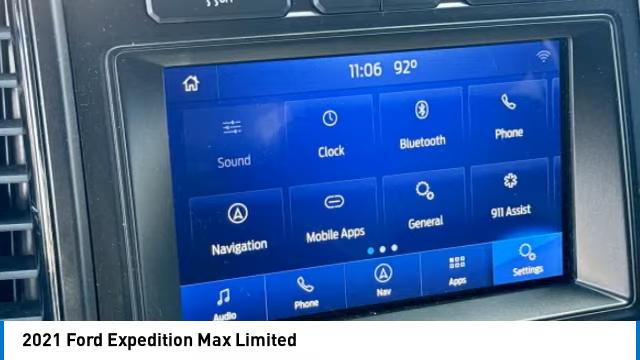 11:06 92°
Sound
Clock
Bluetooth
Phone
Navigation
Mobile Apps
General
911 Assist
Audio
Phone
Nav
Apps
Settings
2021 Ford Expedition Max Limited